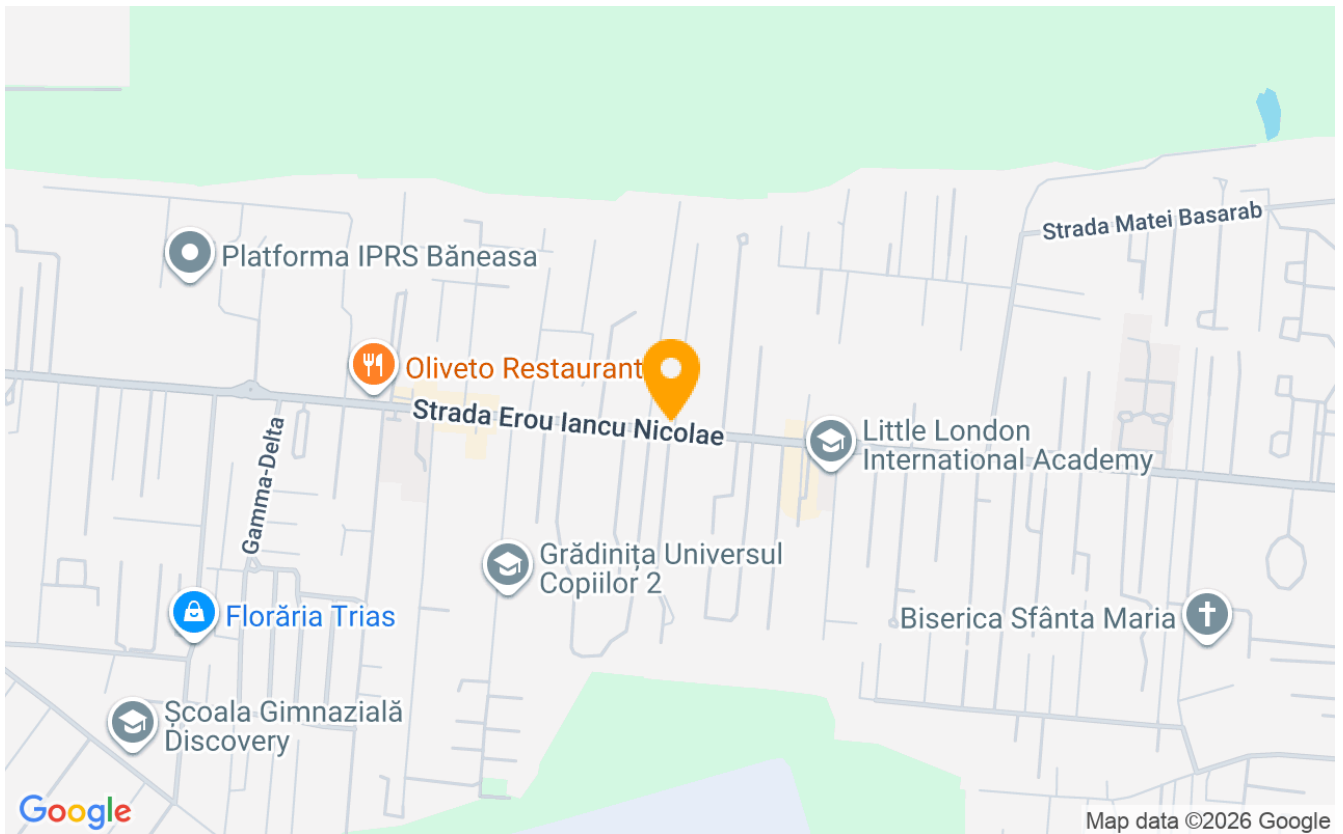 Strada Matei Basarab
Platforma IPRS Băneasa
Oliveto Restaurant
Strada Erou Iancu Nicolae
Little London
International Academy
Gamma-Delta
Grădinița Universul
Copiilor 2
Florăria Trias
Biserica Sfânta Maria
Școala Gimnazială
Discovery
Google
Map data ©2026 Google